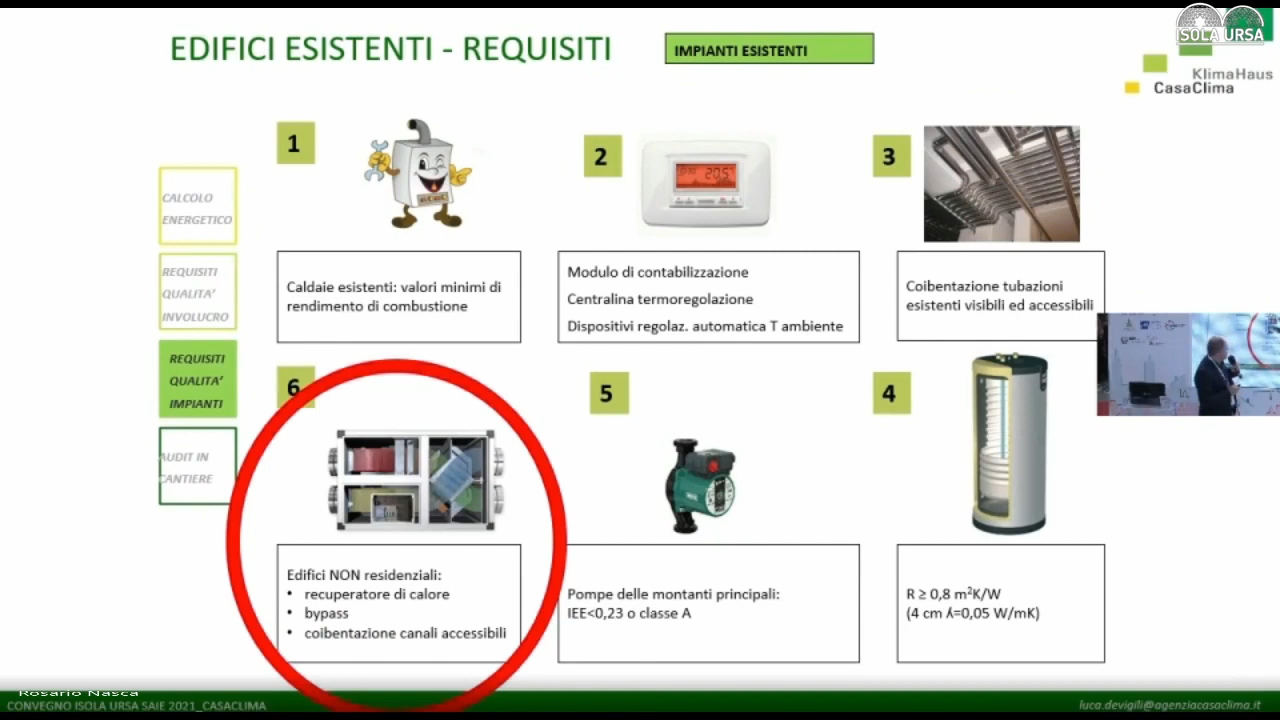 EDIFICI ESISTENTI - REQUISITI
IMPIANTI ESISTENTI
ISOLA URSA
KlimaHaus
CasaClima
CALCOLO
ENERGETICO
REQUISITI
QUALITA'
INVOLUCRO
REQUISITI
QUALITA'
IMPIANTI
AUDIT IN
CANTIERE
1
Caldaie esistenti: valori minimi di
rendimento di combustione
2
Modulo di contabilizzazione
Centralina termoregolazione
Dispositivi regolaz. automatica T ambiente
3
Coibentazione tubazioni
esistenti visibili ed accessibili
6
Edifici NON residenziali:
• recuperatore di calore
• bypass
• coibentazione canali accessibili
5
Pompe delle montanti principali:
IEE<0,23 o classe A
4
R ≥ 0,8 m²K/W
(4 cm ʎ=0,05 W/mK)
Rosario Nasca
CONVEGNO ISOLA URSA SAIE 2021_CASACLIMA
luca.devigili@agenziacasaclima.it